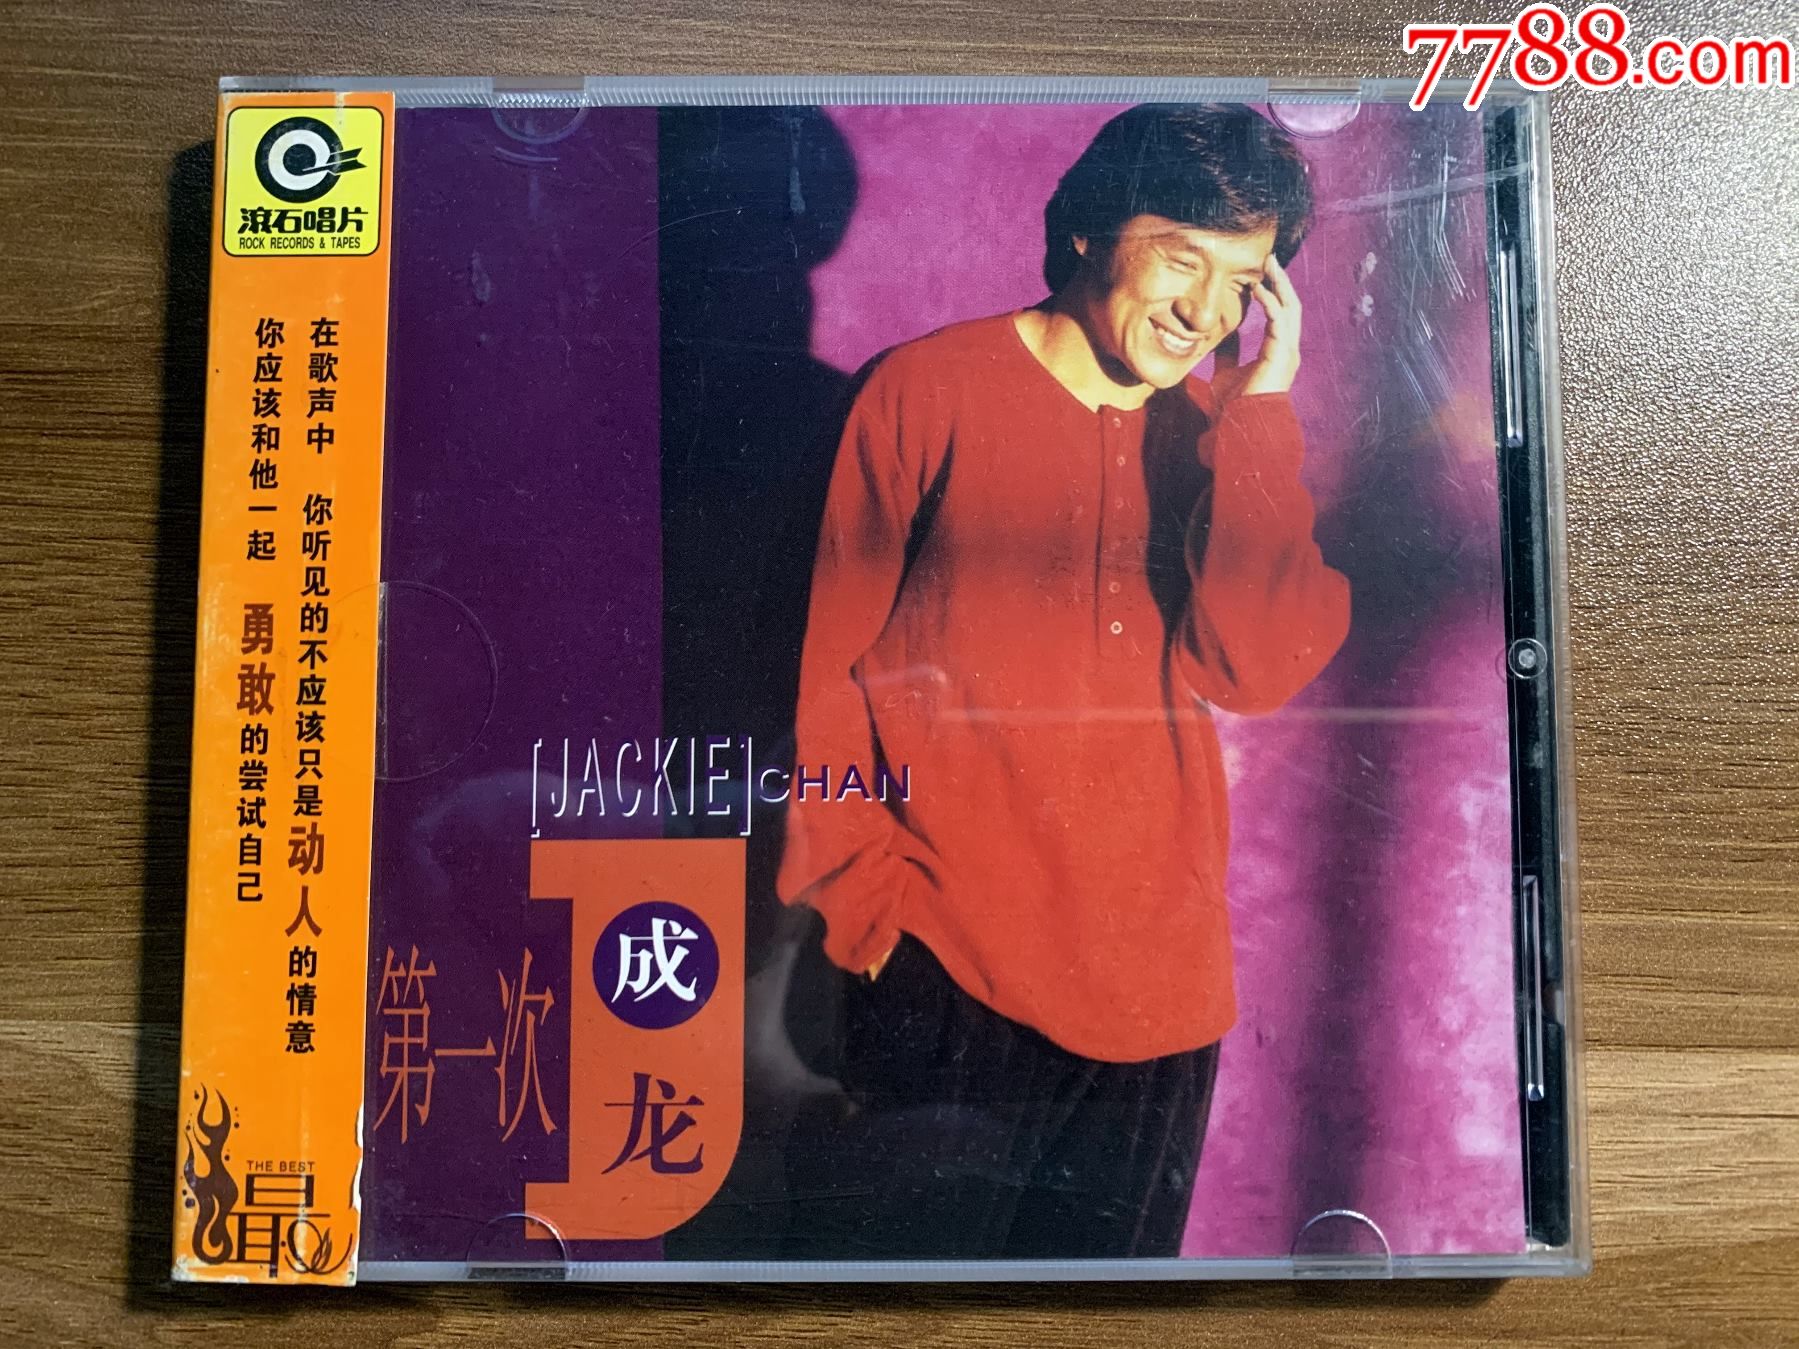 7788.com
滚石唱片
ROCK RECORDS & TAPES
在歌声中 你听见的不应该只是动人的情意
你应该和他一起 勇敢的尝试自己
THE BEST
最
[JACKIE]CHAN
第一次
成龙